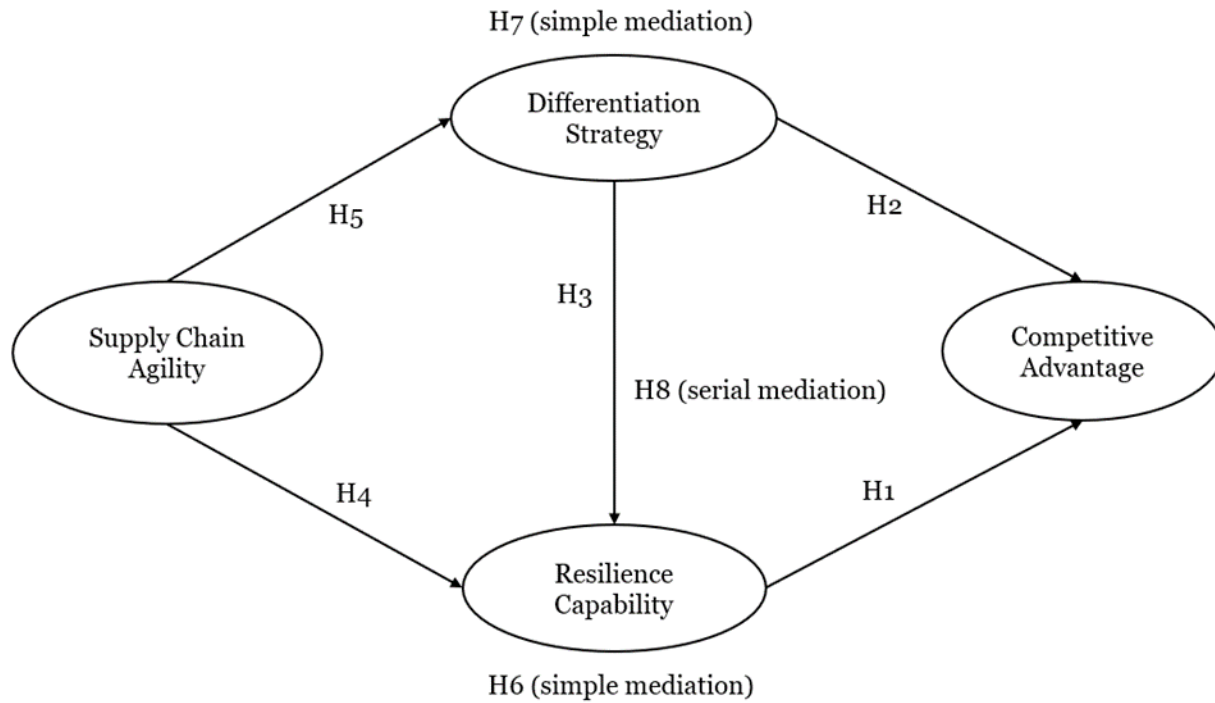 H7 (simple mediation)
Differentiation
Strategy
H5
H2
H3
Supply Chain
Agility
Competitive
Advantage
H8 (serial mediation)
H4
H1
Resilience
Capability
H6 (simple mediation)